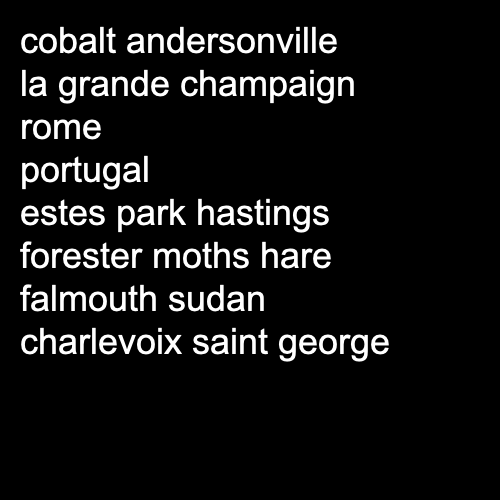 cobalt andersonville
la grande champaign
rome
portugal
estes park hastings
forester moths hare
falmouth sudan
charlevoix saint george